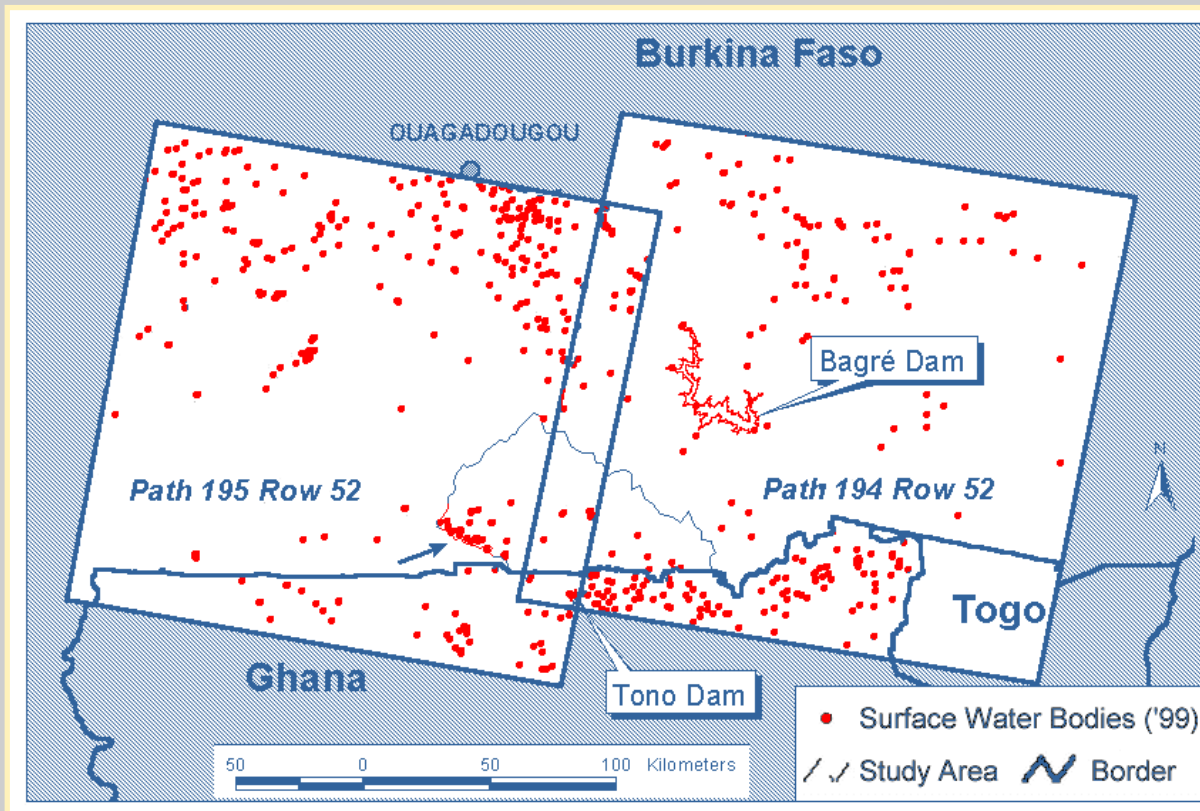 Burkina Faso
OUAGADOUGOU
Bagré Dam
N
Path 195 Row 52
Path 194 Row 52
Togo
Ghana
Tono Dam
Surface Water Bodies ('99)
Study Area
Border
50 0 50 100 Kilometers